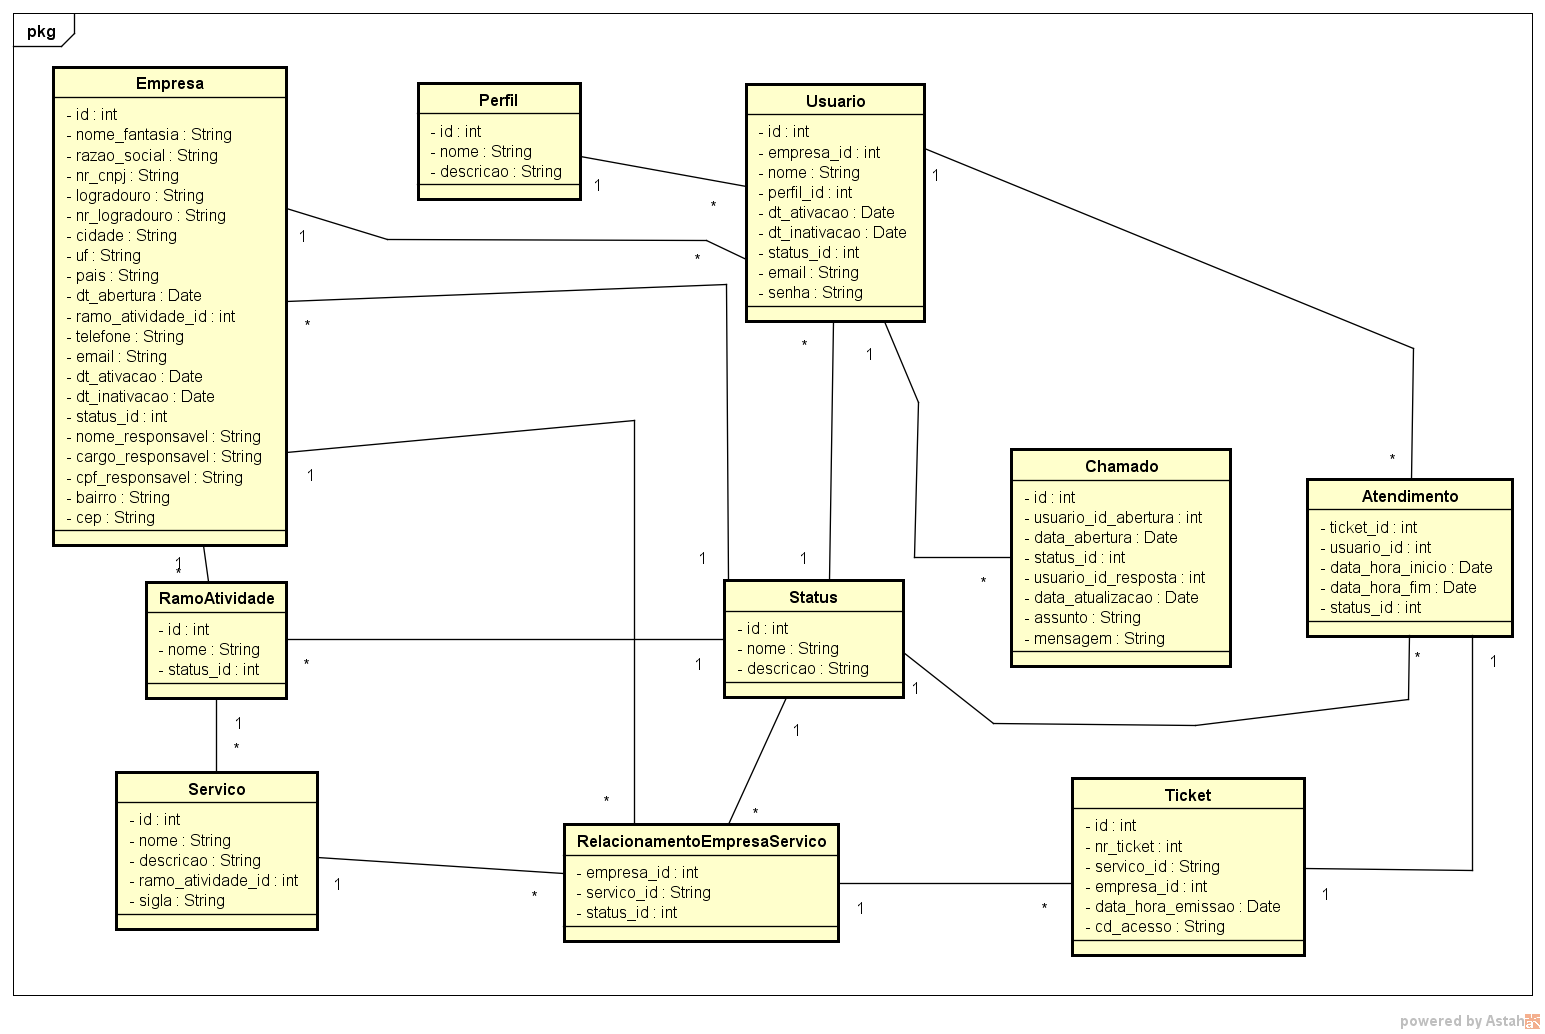 pkg
Empresa
- id : int
- nome_fantasia : String
- razao_social : String
- nr_cnpj : String
- logradouro : String
- nr_logradouro : String
- cidade : String
- uf : String
- pais : String
- dt_abertura : Date
- ramo_atividade_id : int
- telefone : String
- email : String
- dt_ativacao : Date
- dt_inativacao : Date
- status_id : int
- nome_responsavel : String
- cargo_responsavel : String
- cpf_responsavel : String
- bairro : String
- cep : String
Perfil
- id : int
- nome : String
- descricao : String
Usuario
- id : int
- empresa_id : int
- nome : String
- perfil_id : int
- dt_ativacao : Date
- dt_inativacao : Date
- status_id : int
- email : String
- senha : String
1
*
1
*
*
1
1
*
*
1
1
*
1
*
1
*
Chamado
- id : int
- usuario_id_abertura : int
- data_abertura : Date
- status_id : int
- usuario_id_resposta : int
- data_atualizacao : Date
- assunto : String
- mensagem : String
Atendimento
- ticket_id : int
- usuario_id : int
- data_hora_inicio : Date
- data_hora_fim : Date
- status_id : int
1
*
RamoAtividade
- id : int
- nome : String
- status_id : int
*
1
Status
- id : int
- nome : String
- descricao : String
1
*
1
1
*
1
*
Servico
- id : int
- nome : String
- descricao : String
- ramo_atividade_id : int
- sigla : String
1
*
RelacionamentoEmpresaServico
- empresa_id : int
- servico_id : String
- status_id : int
1
*
Ticket
- id : int
- nr_ticket : int
- servico_id : String
- empresa_id : int
- data_hora_emissao : Date
- cd_acesso : String
1
powered by Astah